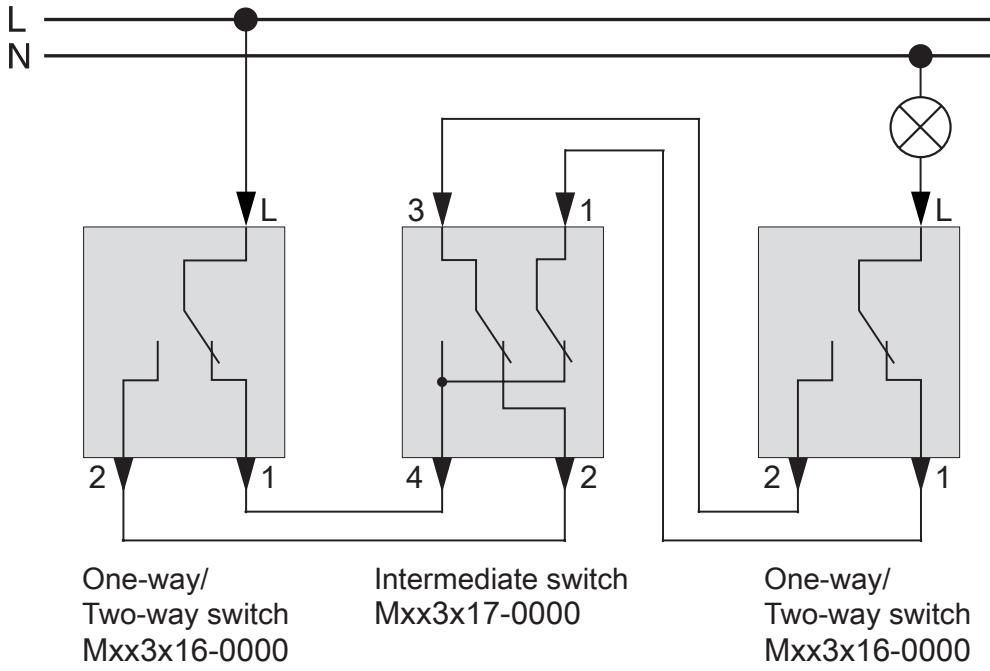 L
N
L
3
1
L
2
1
4
2
2
1
One-way/
Two-way switch
Mxx3x16-0000
Intermediate switch
Mxx3x17-0000
One-way/
Two-way switch
Mxx3x16-0000